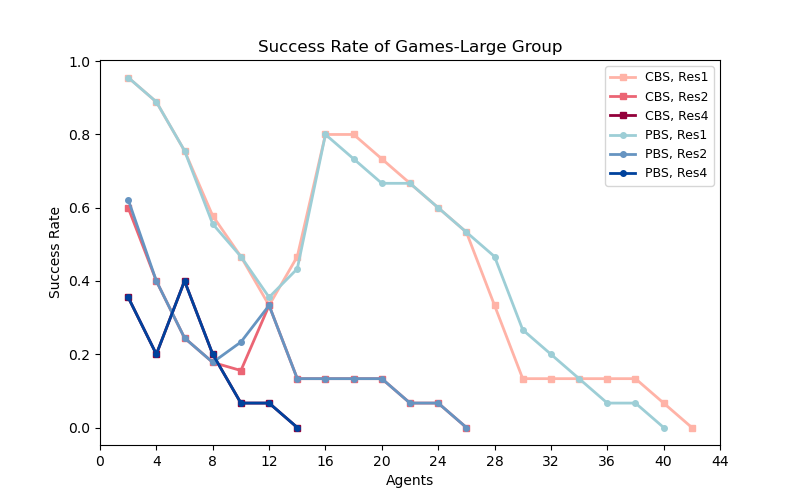 Success Rate of Games-Large Group
1.0
0.8
0.6
0.4
0.2
0.0
Success Rate
CBS, Res1
CBS, Res2
CBS, Res4
PBS, Res1
PBS, Res2
PBS, Res4
0 4 8 12 16 20 24 28 32 36 40 44
Agents